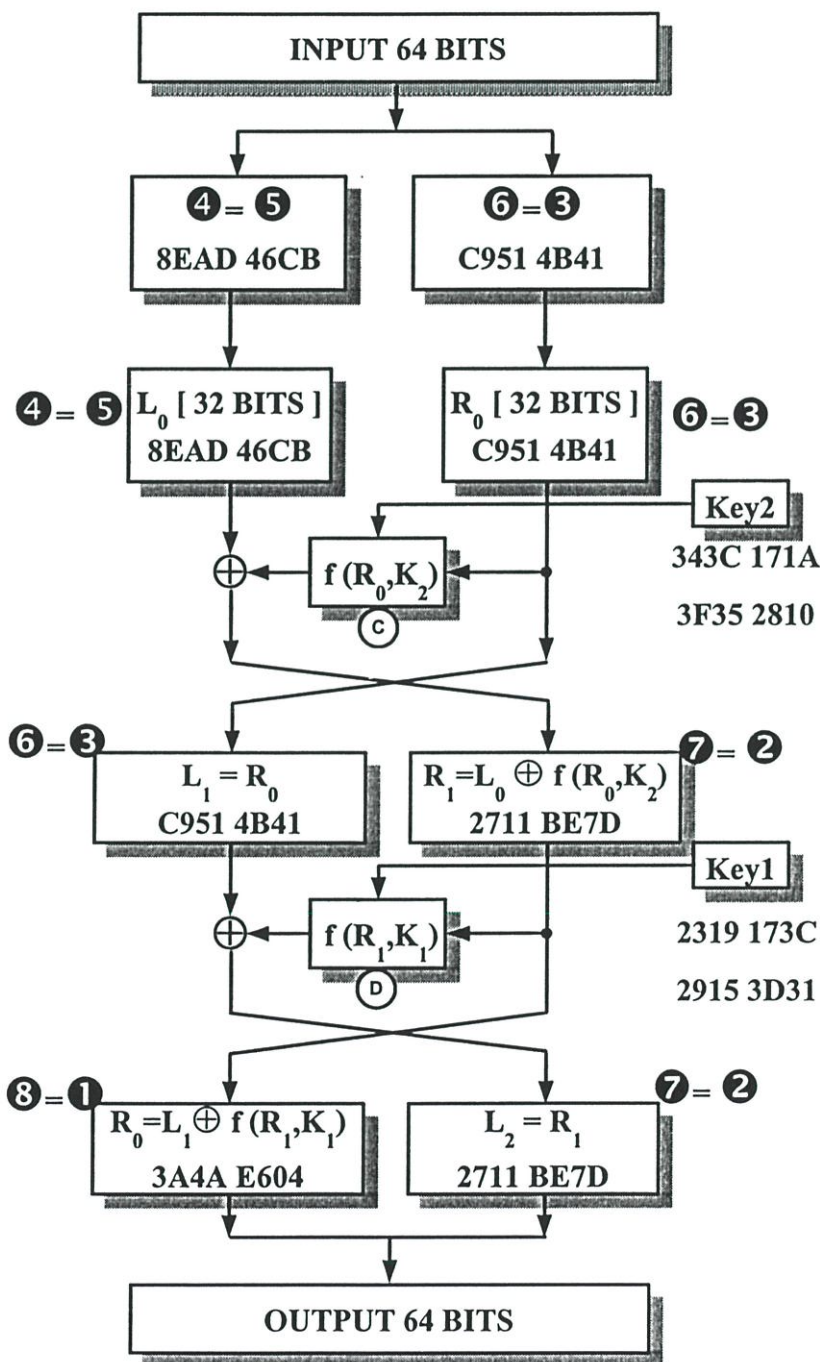 INPUT 64 BITS
❹ = ❺
8EAD 46CB
❻ = ❸
C951 4B41
❹ = ❺
L₀ [ 32 BITS ]
8EAD 46CB
R₀ [ 32 BITS ]
C951 4B41
❻ = ❸
Key2
343C 171A
3F35 2810
⊕
f (R₀,K₂)
C
❻ = ❸
L₁ = R₀
C951 4B41
❼ = ❷
R₁=L₀ ⊕ f (R₀,K₂)
2711 BE7D
Key1
2319 173C
2915 3D31
⊕
f (R₁,K₁)
D
❽ = ❶
R₀=L₁ ⊕ f (R₁,K₁)
3A4A E604
❼ = ❷
L₂ = R₁
2711 BE7D
OUTPUT 64 BITS